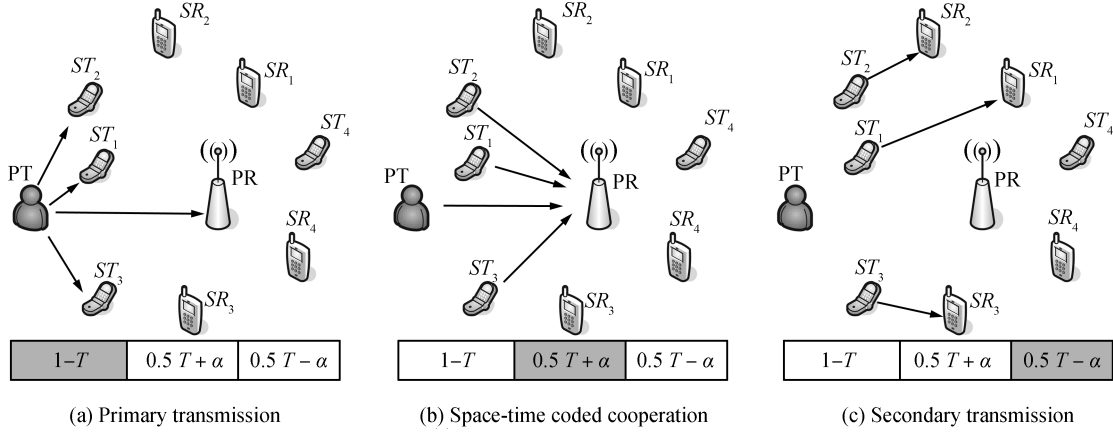 SR₂
ST₂
SR₁
ST₁
ST₄
PT
PR
SR₄
ST₃
SR₃
1−T
0.5 T + α
0.5 T − α
(a) Primary transmission
SR₂
ST₂
SR₁
ST₁
ST₄
PT
PR
SR₄
ST₃
SR₃
1−T
0.5 T + α
0.5 T − α
(b) Space-time coded cooperation
SR₂
ST₂
SR₁
ST₁
ST₄
PT
PR
SR₄
ST₃
SR₃
1−T
0.5 T + α
0.5 T − α
(c) Secondary transmission